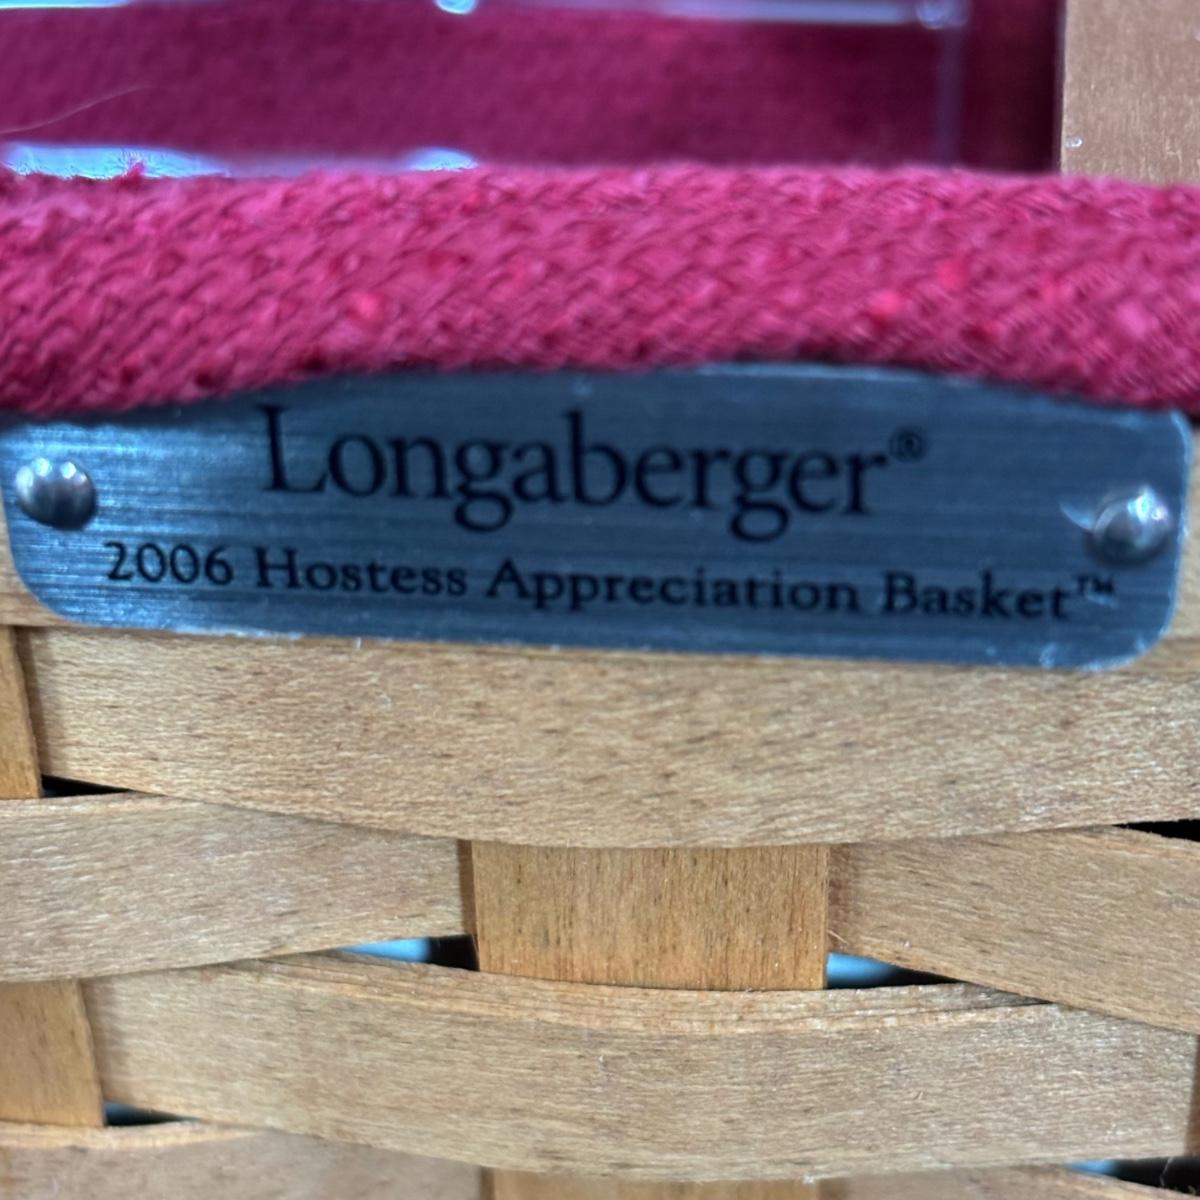 Longaberger®
2006 Hostess Appreciation Basket™